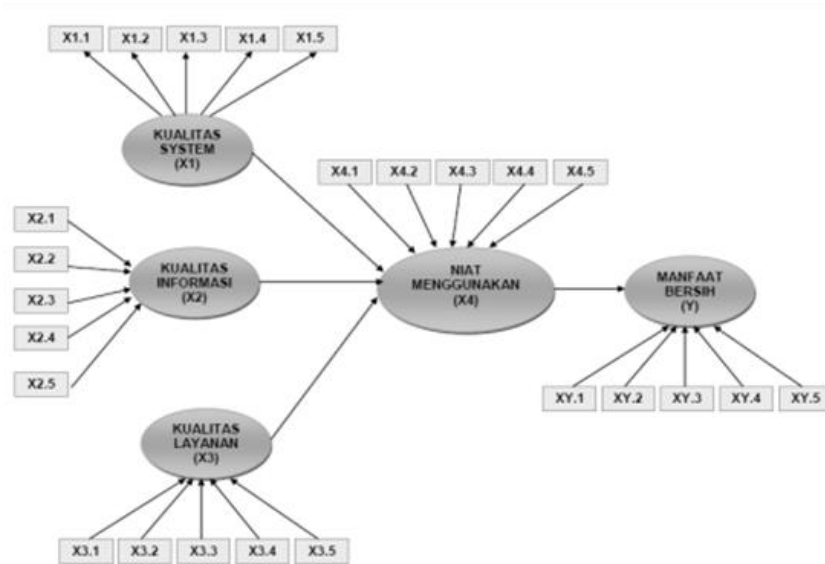 X1.1 X1.2 X1.3 X1.4 X1.5
KUALITAS
SYSTEM
(X1)
X4.1 X4.2 X4.3 X4.4 X4.5
X2.1
X2.2
X2.3
X2.4
X2.5
KUALITAS
INFORMASI
(X2)
NIAT
MENGGUNAKAN
(X4)
MANFAAT
BERSIH
(Y)
XY.1 XY.2 XY.3 XY.4 XY.5
KUALITAS
LAYANAN
(X3)
X3.1 X3.2 X3.3 X3.4 X3.5